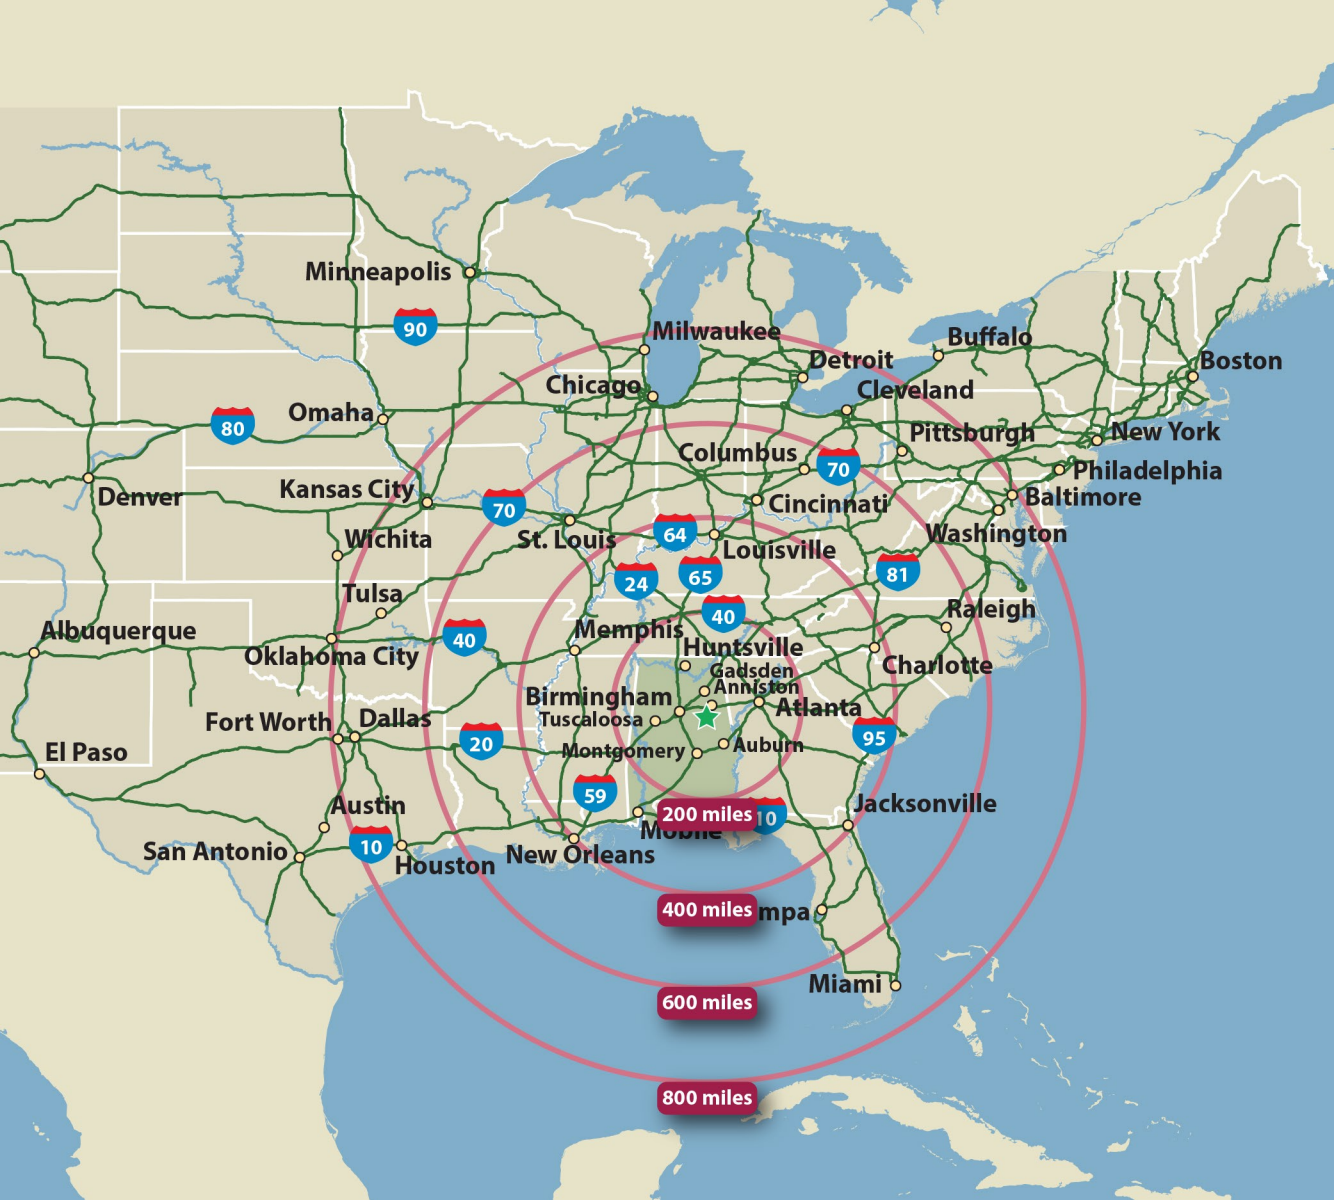 Minneapolis
90
Milwaukee
Buffalo
Detroit
Boston
Chicago
Cleveland
Omaha
80
New York
Pittsburgh
Columbus
70
Philadelphia
Denver
Kansas City
Baltimore
Cincinnati
70
Wichita
St. Louis
64
Washington
Louisville
24
65
81
Tulsa
40
Raleigh
Albuquerque
40
Memphis
Huntsville
Oklahoma City
Charlotte
Gadsden
Anniston
Birmingham
Atlanta
Fort Worth
Dallas
Tuscaloosa
20
95
El Paso
Montgomery
Auburn
59
Austin
Jacksonville
200 miles
10
Mobile
San Antonio
10
Houston
New Orleans
400 miles
mpa
Miami
600 miles
800 miles